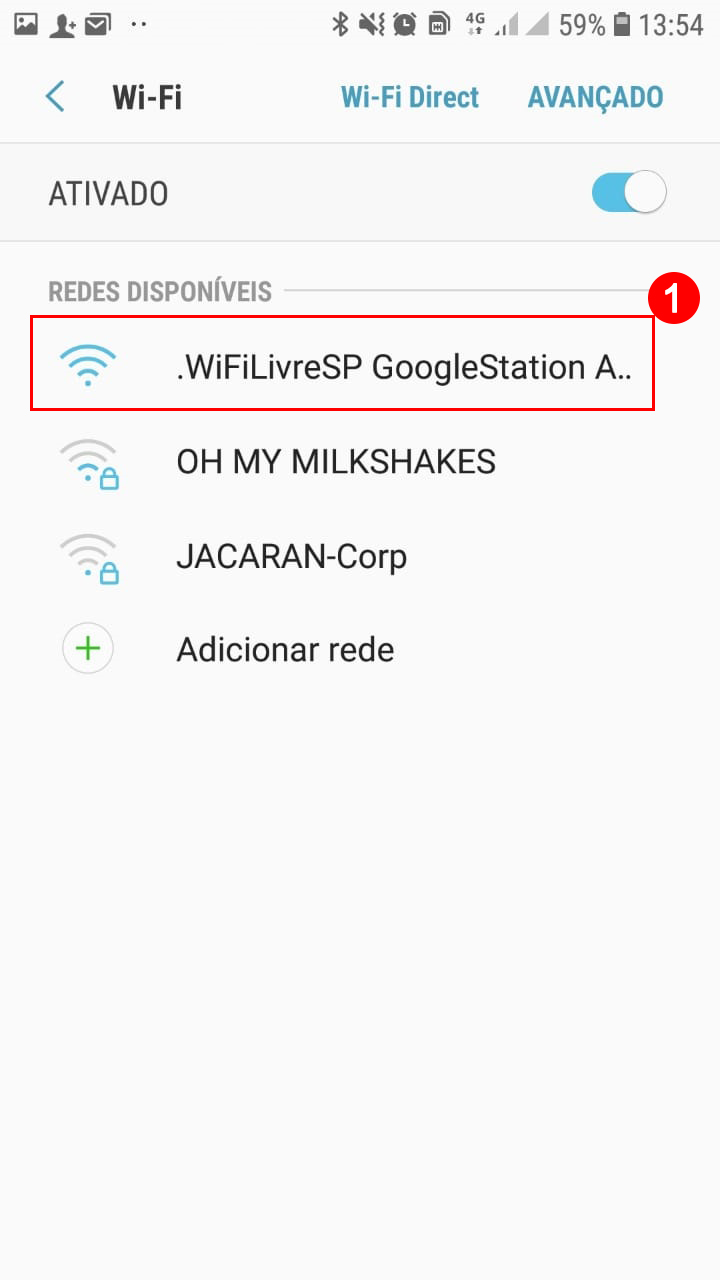 4G 59% 13:54
Wi-Fi Wi-Fi Direct AVANÇADO
ATIVADO
REDES DISPONÍVEIS
1
.WiFiLivreSP GoogleStation A..
OH MY MILKSHAKES
JACARAN-Corp
Adicionar rede